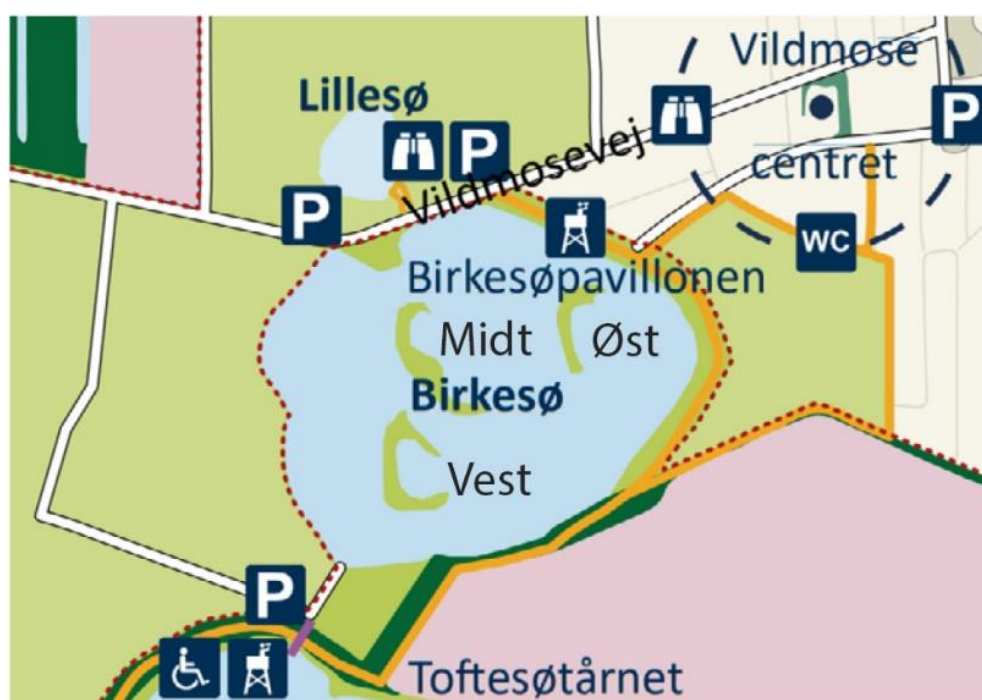 Vildmose
Lillesø
P
P
Vildmosevej
centret
P
WC
Birkesøpavillonen
Midt
Øst
Birkesø
Vest
P
Toftesøtårnet